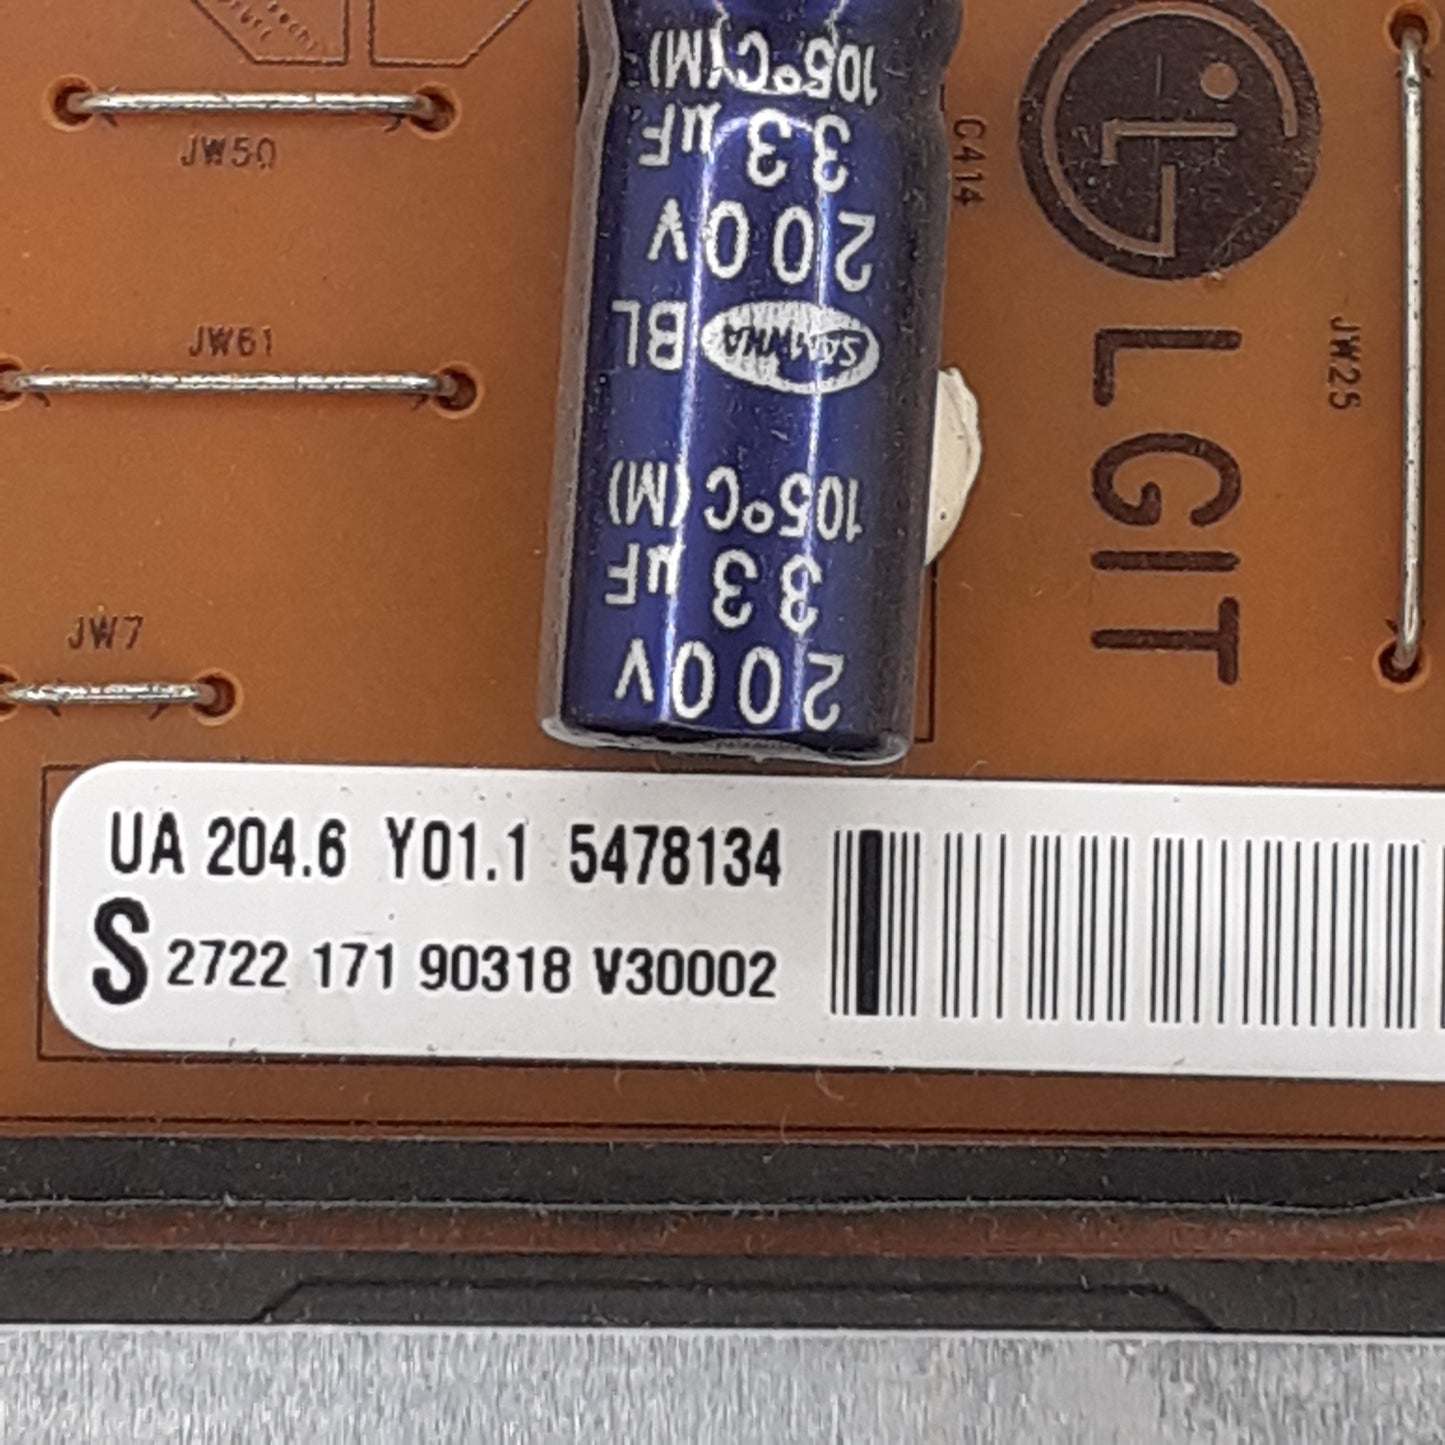 105°C(M)
33µF
200V
SAMWHA BL
105°C(M)
33µF
200V
JW50
JW61
JW7
C414
LG
LGIT
JW25
UA 204.6 Y01.1 5478134
S 2722 171 90318 V30002